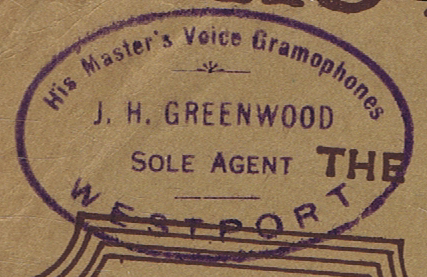 His Master's Voice Gramophones
J. H. GREENWOOD
SOLE AGENT
THE
WESTPORT